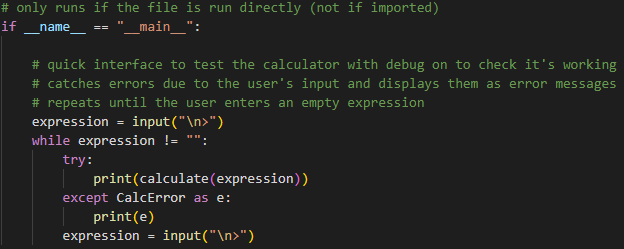 # only runs if the file is run directly (not if imported)
if __name__ == "__main__":
# quick interface to test the calculator with debug on to check it's working
# catches errors due to the user's input and displays them as error messages
# repeats until the user enters an empty expression
expression = input("\n>")
while expression != "":
try:
print(calculate(expression))
except CalcError as e:
print(e)
expression = input("\n>")